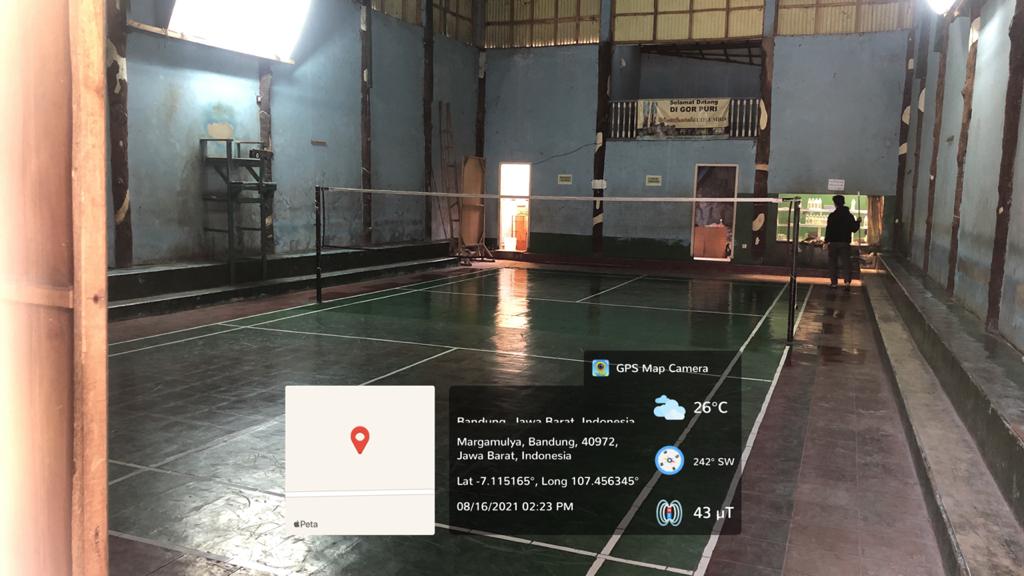 Selamat Datang
DI GOR PURI
GPS Map Camera
Bandung, Jawa Barat, Indonesia
Margamulya, Bandung, 40972,
Jawa Barat, Indonesia
Lat -7.115165°, Long 107.456345°
08/16/2021 02:23 PM
26°C
242° SW
43 µT
Peta